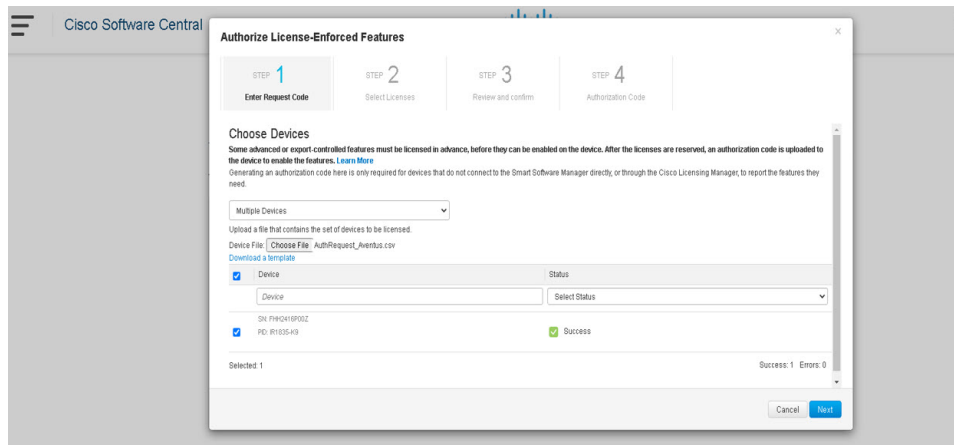 Cisco Software Central
Authorize License-Enforced Features
×
STEP 1
Enter Request Code
STEP 2
Select Licenses
STEP 3
Review and confirm
STEP 4
Authorization Code
Choose Devices
Some advanced or export-controlled features must be licensed in advance, before they can be enabled on the device. After the licenses are reserved, an authorization code is uploaded to
the device to enable the features. Learn More
Generating an authorization code here is only required for devices that do not connect to the Smart Software Manager directly, or through the Cisco Licensing Manager, to report the features they
need.
Multiple Devices
Upload a file that contains the set of devices to be licensed.
Device File: Choose File AuthRequest_Aventus.csv
Download a template
Device Status
Device Select Status
SN: FHH2416P00Z
PID: IR1835-K9
Success
Selected: 1 Success: 1 Errors: 0
Cancel Next